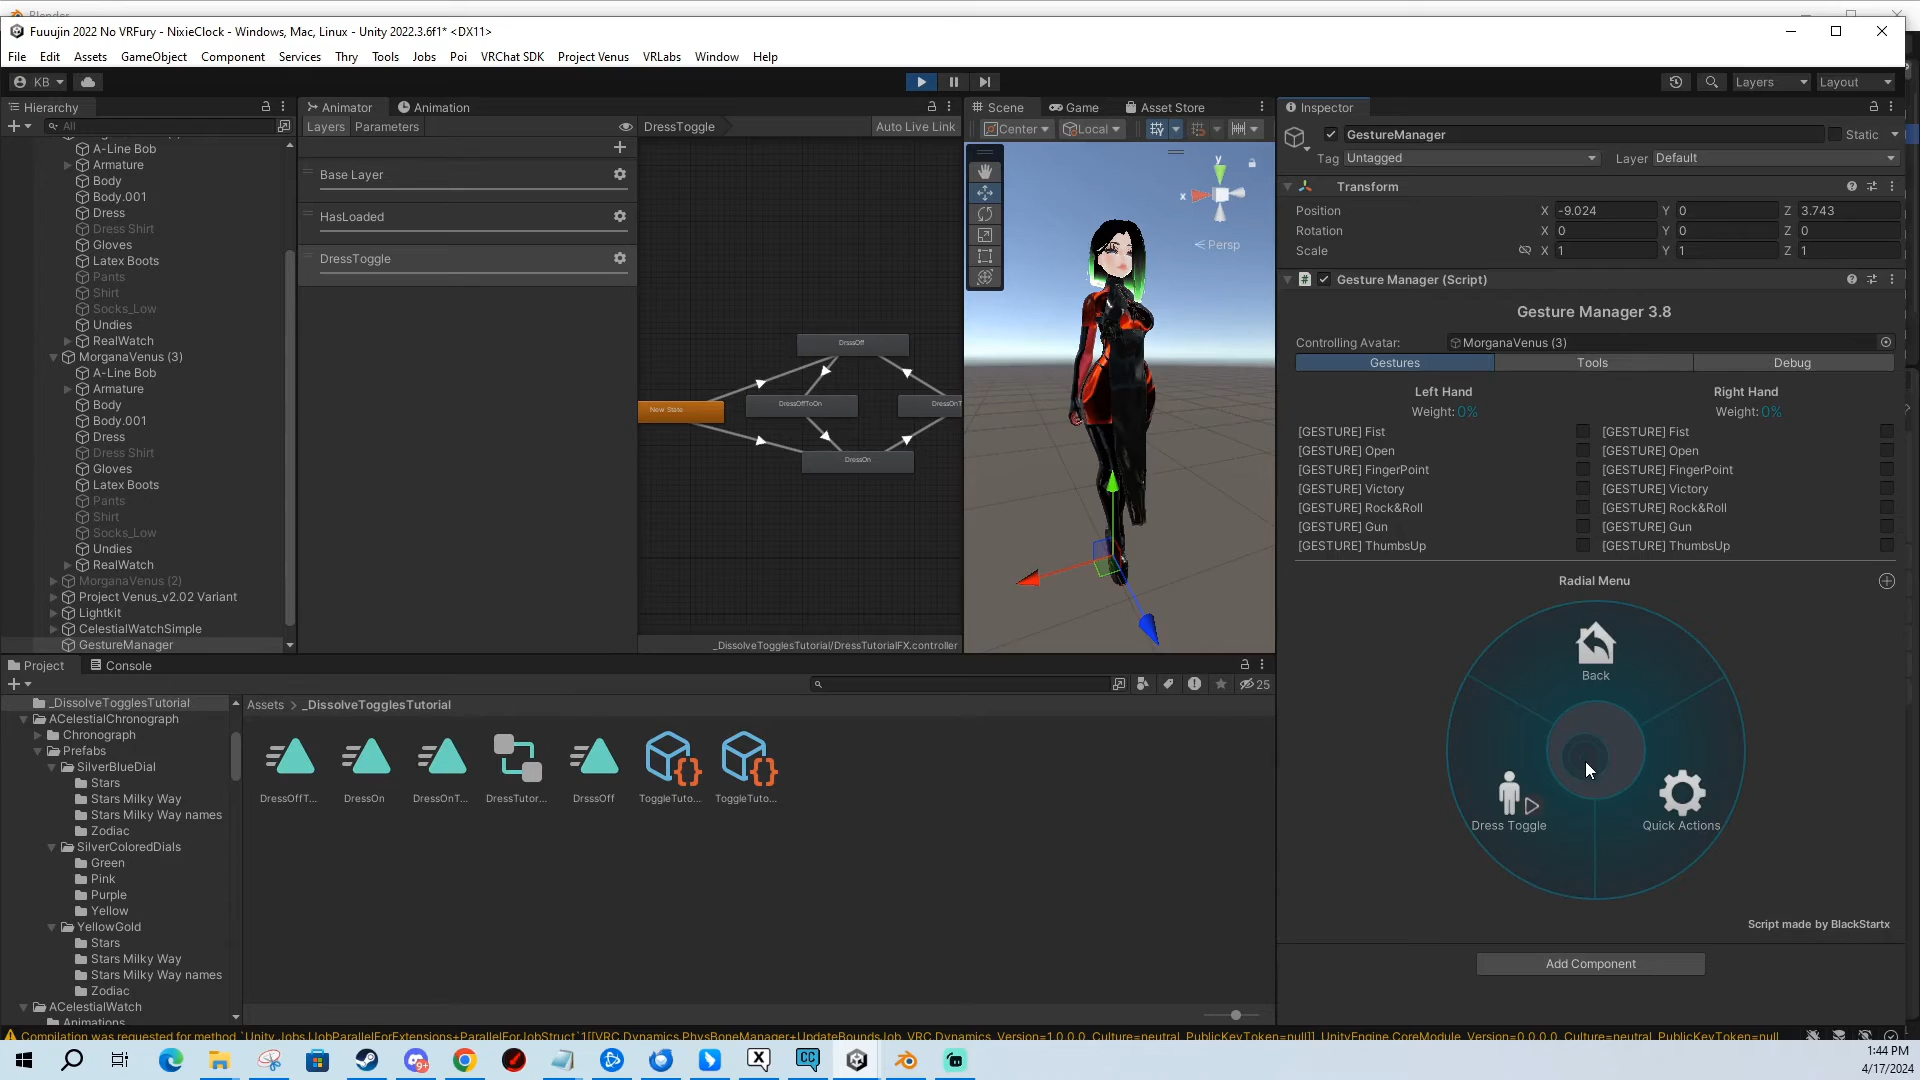 Blender
Fuuujin 2022 No VRFury - NixieClock - Windows, Mac, Linux - Unity 2022.3.6f1* <DX11>
File Edit Assets GameObject Component Services Thry Tools Jobs Poi VRChat SDK Project Venus VRLabs Window Help
KB Layers Layout
Hierarchy
All
A-Line Bob
Armature
Body
Body.001
Dress
Dress Shirt
Gloves
Latex Boots
Pants
Shirt
Socks_Low
Undies
RealWatch
MorganaVenus (3)
A-Line Bob
Armature
Body
Body.001
Dress
Dress Shirt
Gloves
Latex Boots
Pants
Shirt
Socks_Low
Undies
RealWatch
MorganaVenus (2)
Project Venus_v2.02 Variant
Lightkit
CelestialWatchSimple
GestureManager
Animator Animation
Layers Parameters DressToggle Auto Live Link
Base Layer
HasLoaded
DressToggle
DrssOff
New State
DressOffToOn
DressOnT
DressOn
_DissolveTogglesTutorial/DressTutorialFX.controller
Scene Game Asset Store
Center Local
y
x
Persp
Inspector
GestureManager Static
Tag Untagged Layer Default
Transform
Position X -9.024 Y 0 Z 3.743
Rotation X 0 Y 0 Z 0
Scale X 1 Y 1 Z 1
Gesture Manager (Script)
Gesture Manager 3.8
Controlling Avatar: MorganaVenus (3)
Gestures Tools Debug
Left Hand Right Hand
Weight: 0% Weight: 0%
[GESTURE] Fist [GESTURE] Fist
[GESTURE] Open [GESTURE] Open
[GESTURE] FingerPoint [GESTURE] FingerPoint
[GESTURE] Victory [GESTURE] Victory
[GESTURE] Rock&Roll [GESTURE] Rock&Roll
[GESTURE] Gun [GESTURE] Gun
[GESTURE] ThumbsUp [GESTURE] ThumbsUp
Radial Menu
Back
Dress Toggle Quick Actions
Script made by BlackStartx
Add Component
Project Console
25
_DissolveTogglesTutorial
ACelestialChronograph
Chronograph
Prefabs
SilverBlueDial
Stars
Stars Milky Way
Stars Milky Way names
Zodiac
SilverColoredDials
Green
Pink
Purple
Yellow
YellowGold
Stars
Stars Milky Way
Stars Milky Way names
Zodiac
ACelestialWatch
Animations
Assets > _DissolveTogglesTutorial
DressOffT... DressOn DressOnT... DressTutor... DrssOff ToggleTuto... ToggleTuto...
Compilation was requested for method `Unity.Jobs.IJobParallelForExtensions+ParallelForJobStruct`1[[VRC.Dynamics.PhysBoneManager+UpdateBoundsJob, VRC.Dynamics, Version=1.0.0.0, Culture=neutral, PublicKeyToken=null]], UnityEngine.CoreModule, Version=0.0.0.0, Culture=neutral, PublicKeyToken=null
1:44 PM
4/17/2024